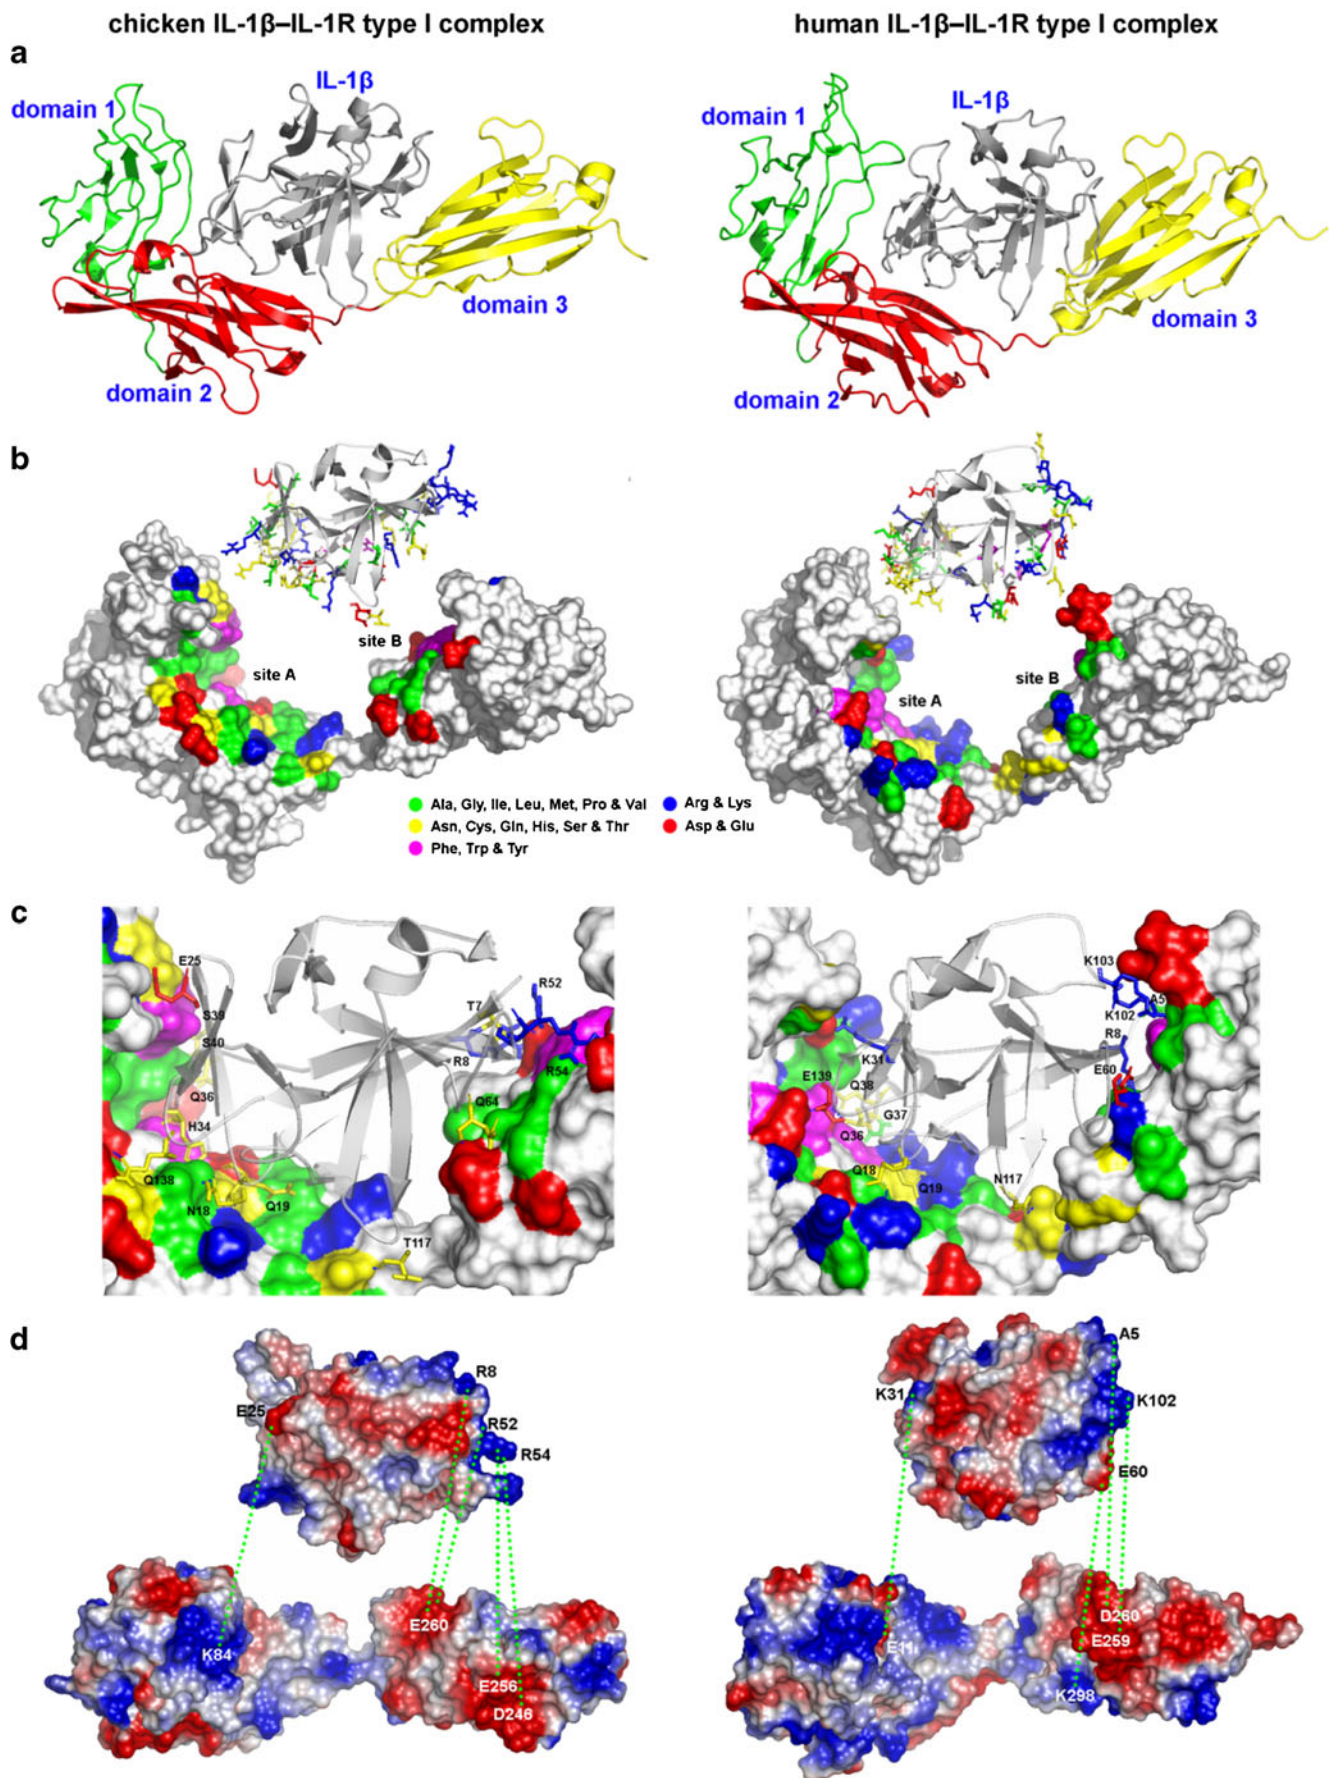 chicken IL-1β–IL-1R type I complex
human IL-1β–IL-1R type I complex
a
domain 1
IL-1β
domain 3
domain 2
domain 1
IL-1β
domain 3
domain 2
b
site A
site B
site A
site B
Ala, Gly, Ile, Leu, Met, Pro & Val
Arg & Lys
Asn, Cys, Gln, His, Ser & Thr
Asp & Glu
Phe, Trp & Tyr
c
E25
S39
S40
Q36
H34
Q138
N18
Q19
T7
R52
R8
R54
Q64
T117
K103
A5
K102
R8
E60
K31
E139
Q38
G37
Q36
Q18
Q19
N117
d
R8
E25
R52
R54
E260
K84
E256
D246
A5
K31
K102
E60
D260
E11
E259
K298